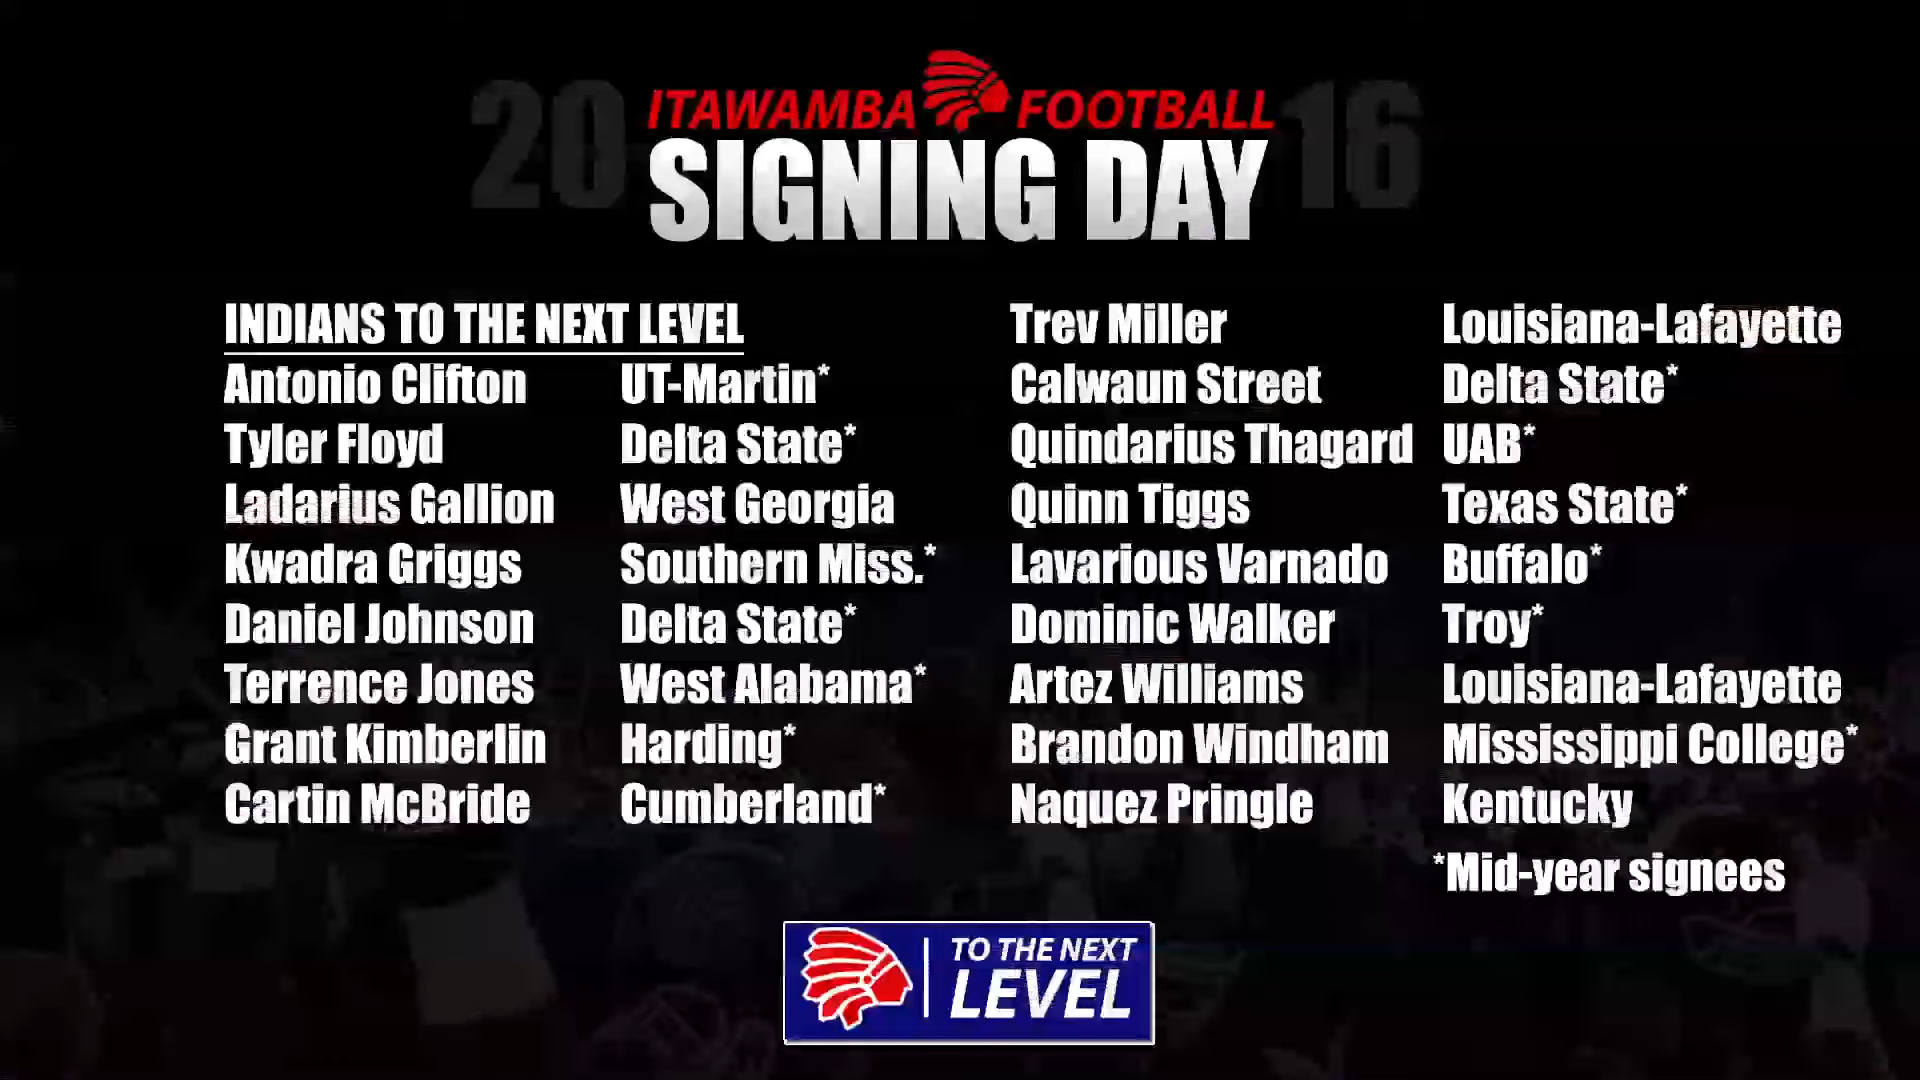 20 ITAWAMBA FOOTBALL 16
SIGNING DAY
INDIANS TO THE NEXT LEVEL
Antonio Clifton UT-Martin*
Tyler Floyd Delta State*
Ladarius Gallion West Georgia
Kwadra Griggs Southern Miss.*
Daniel Johnson Delta State*
Terrence Jones West Alabama*
Grant Kimberlin Harding*
Cartin McBride Cumberland*
Trev Miller Louisiana-Lafayette
Calwaun Street Delta State*
Quindarius Thagard UAB*
Quinn Tiggs Texas State*
Lavarious Varnado Buffalo*
Dominic Walker Troy*
Artez Williams Louisiana-Lafayette
Brandon Windham Mississippi College*
Naquez Pringle Kentucky
*Mid-year signees
TO THE NEXT
LEVEL